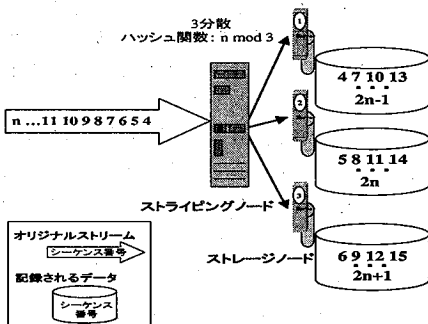 3分散
ハッシュ関数: n mod 3
n ...11 10 9 8 7 6 5 4
1
4 7 10 13
2n-1
2
5 8 11 14
2n
3
6 9 12 15
2n+1
ストライピングノード
ストレージノード
オリジナルストリーム
シーケンス番号
記録されるデータ
シーケンス
番号